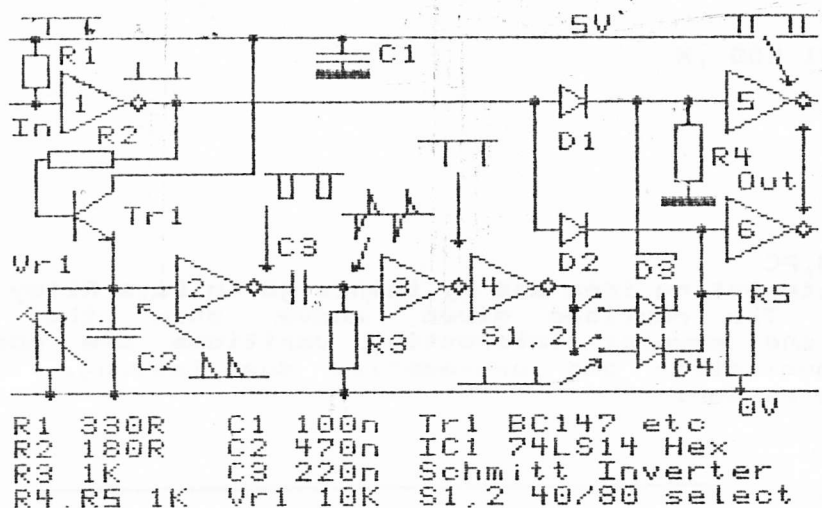 5V
R1
C1
1
5
In
R2
D1
R4
Tr1
Out
C3
6
Vr1
D2
D3
2
3
4
R5
S1
2
R3
C2
D4
0V
R1 330R C1 100n Tr1 BC147 etc
R2 180R C2 470n IC1 74LS14 Hex
R3 1K C3 220n Schmitt Inverter
R4,R5 1K Vr1 10K S1,2 40/80 select